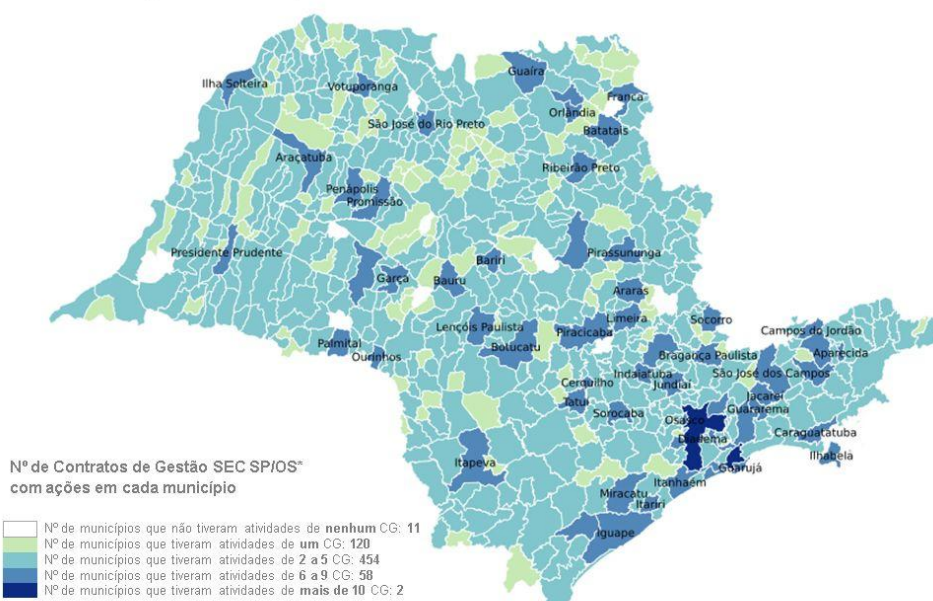 Guaíra
Ilha Solteira
Votuporanga
Franca
Orlândia
São José do Rio Preto
Batatais
Araçatuba
Ribeirão Preto
Penápolis
Promissão
Presidente Prudente
Pirassununga
Bariri
Garça
Bauru
Araras
Limeira
Lençóis Paulista
Piracicaba
Socorro
Campos do Jordão
Palmital
Botucatu
Ourinhos
Bragança Paulista
Aparecida
Indaiatuba
São José dos Campos
Cerquilho
Jundiaí
Jacareí
Tatuí
Guararema
Sorocaba
Osasco
Caraguatatuba
Diadema
Ilhabela
Itapeva
Guarujá
Itanhaém
Miracatu
Itariri
Iguape
Nº de Contratos de Gestão SEC SP/OS*
com ações em cada município
Nº de municípios que não tiveram atividades de nenhum CG: 11
Nº de municípios que tiveram atividades de um CG: 120
Nº de municípios que tiveram atividades de 2 a 5 CG: 454
Nº de municípios que tiveram atividades de 6 a 9 CG: 58
Nº de municípios que tiveram atividades de mais de 10 CG: 2